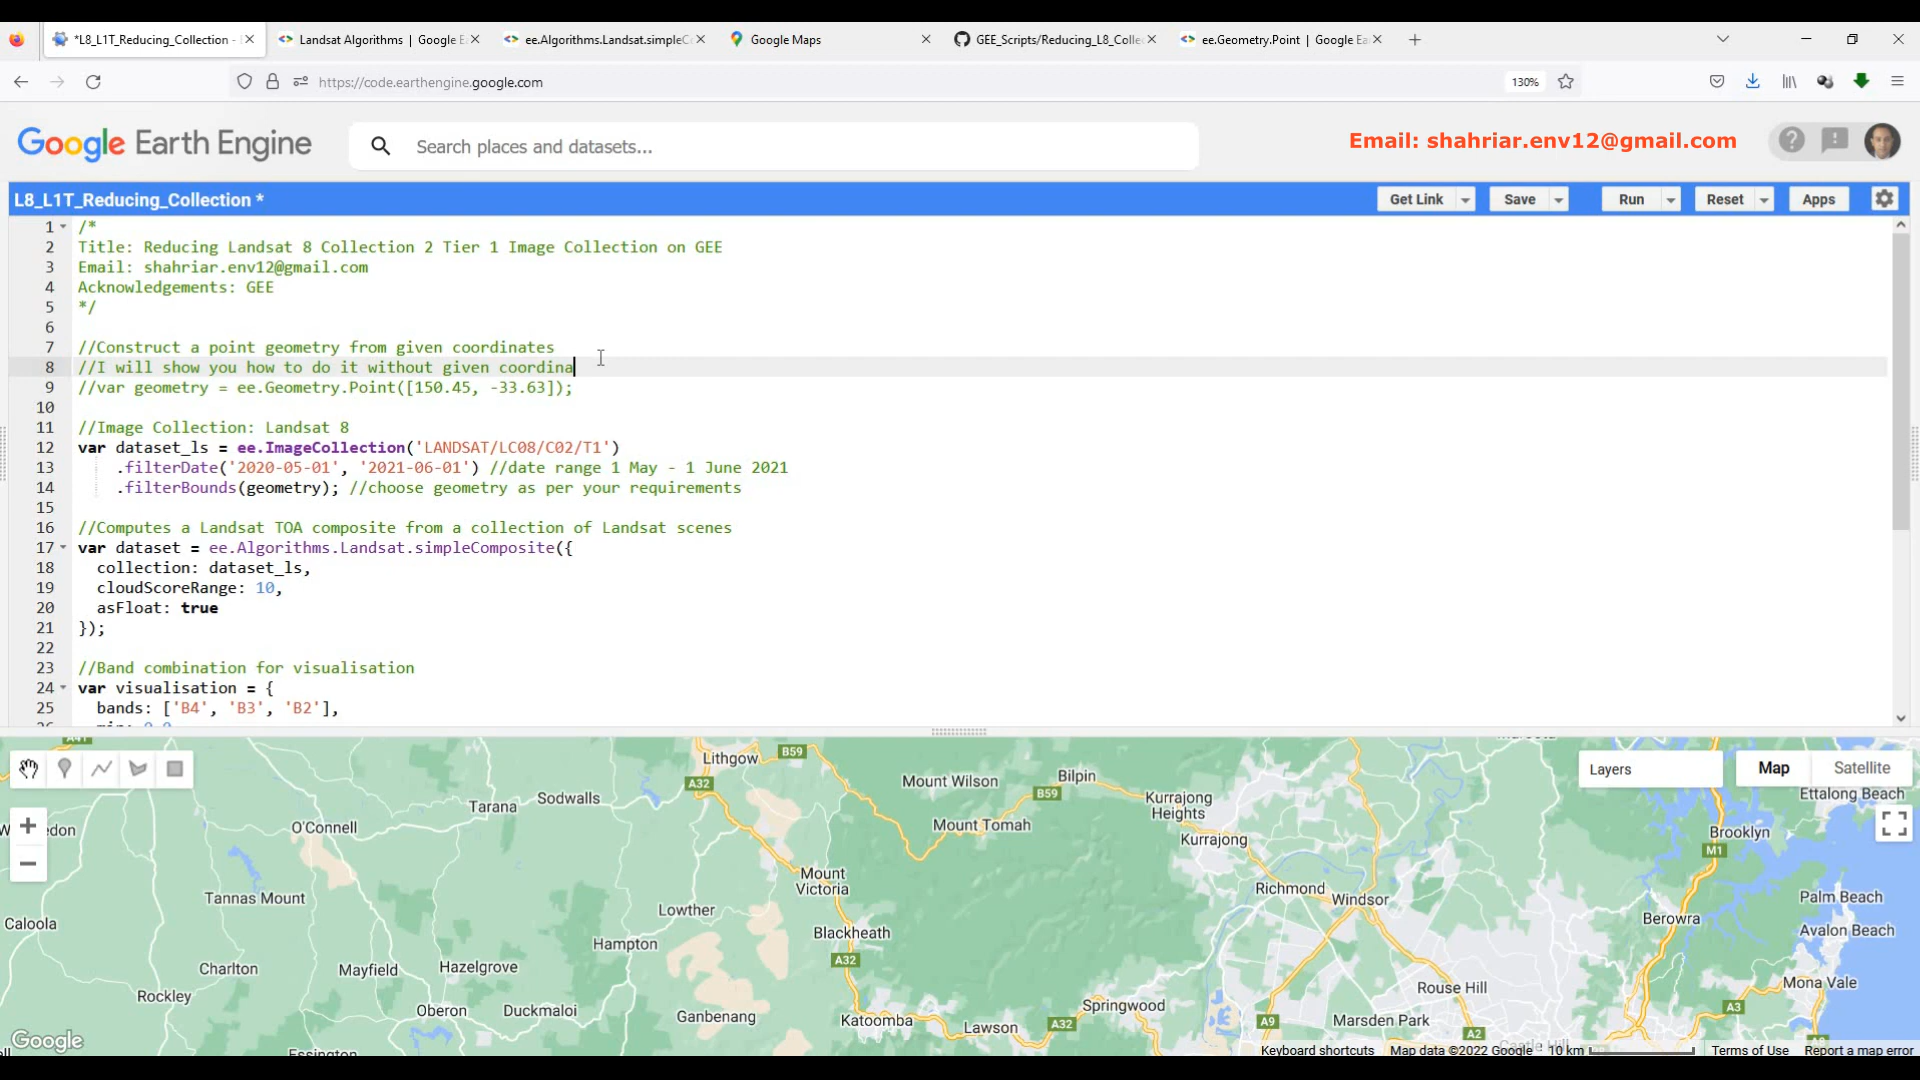 *L8_L1T_Reducing_Collection -
Landsat Algorithms | Google E
ee.Algorithms.Landsat.simpleC
Google Maps
GEE_Scripts/Reducing_L8_Colle
ee.Geometry.Point | Google Ea
https://code.earthengine.google.com
130%
Google Earth Engine
Search places and datasets...
Email: shahriar.env12@gmail.com
L8_L1T_Reducing_Collection *
Get Link
Save
Run
Reset
Apps
1 /*
2 Title: Reducing Landsat 8 Collection 2 Tier 1 Image Collection on GEE
3 Email: shahriar.env12@gmail.com
4 Acknowledgements: GEE
5 */
6
7 //Construct a point geometry from given coordinates
8 //I will show you how to do it without given coordina
9 //var geometry = ee.Geometry.Point([150.45, -33.63]);
10
11 //Image Collection: Landsat 8
12 var dataset_ls = ee.ImageCollection('LANDSAT/LC08/C02/T1')
13 .filterDate('2020-05-01', '2021-06-01') //date range 1 May - 1 June 2021
14 .filterBounds(geometry); //choose geometry as per your requirements
15
16 //Computes a Landsat TOA composite from a collection of Landsat scenes
17 var dataset = ee.Algorithms.Landsat.simpleComposite({
18 collection: dataset_ls,
19 cloudScoreRange: 10,
20 asFloat: true
21 });
22
23 //Band combination for visualisation
24 var visualisation = {
25 bands: ['B4', 'B3', 'B2'],
Lithgow
B59
A32
Mount Wilson
Bilpin
B59
Layers
Map
Satellite
Ettalong Beach
Tarana
Sodwalls
Kurrajong
Heights
O'Connell
Mount Tomah
Kurrajong
Brooklyn
M1
Mount
Victoria
Tannas Mount
Richmond
Windsor
Palm Beach
Caloola
Lowther
Berowra
Blackheath
Avalon Beach
Hampton
A32
Charlton
Mayfield
Hazelgrove
Rouse Hill
Mona Vale
Rockley
Oberon
Duckmaloi
Ganbenang
Katoomba
Springwood
A3
Lawson
A32
A9
Marsden Park
A2
Google
Keyboard shortcuts
Map data ©2022 Google
10 km
Terms of Use
Report a map error